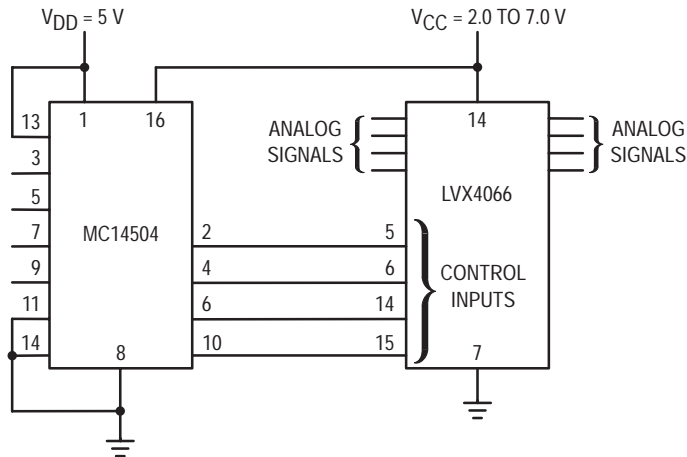 VDD = 5 V
VCC = 2.0 TO 7.0 V
13
1
16
3
5
7
9
11
14
MC14504
8
2
4
6
10
ANALOG
SIGNALS
14
ANALOG
SIGNALS
LVX4066
5
6
14
15
CONTROL
INPUTS
7